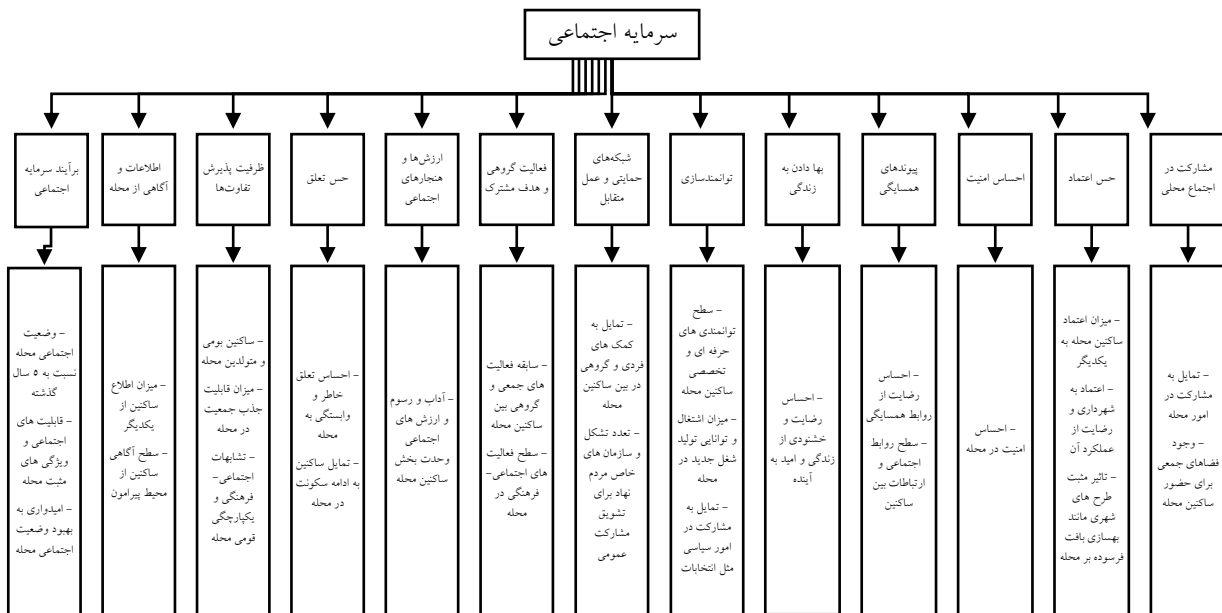 سرمایه اجتماعی
مشارکت در
اجتماع محلی
حس اعتماد
احساس امنیت
پیوندهای
همسایگی
بها دادن به
زندگی
توانمندسازی
شبکه‌های
حمایتی و عمل
متقابل
فعالیت گروهی
و هدف مشترک
ارزش‌ها و
هنجارهای
اجتماعی
حس تعلق
ظرفیت پذیرش
تفاوت‌ها
اطلاعات و
آگاهی از محله
برآیند سرمایه
اجتماعی
– تمایل به
مشارکت در
امور محله
– وجود
فضاهای جمعی
برای حضور
ساکنین محله
– میزان اعتماد
ساکنین محله به
یکدیگر
– اعتماد به
شهرداری و
رضایت از
عملکرد آن
– تاثیر مثبت
طرح های
شهری مانند
بهسازی بافت
فرسوده بر محله
– احساس
امنیت در محله
– احساس
رضایت از
روابط همسایگی
– سطح روابط
اجتماعی و
ارتباطات بین
ساکنین
– احساس
رضایت و
خشنودی از
زندگی و امید به
آینده
– سطح
توانمندی های
حرفه ای و
تخصصی
ساکنین محله
– میزان اشتغال
و توانایی تولید
شغل جدید در
محله
– تمایل به
مشارکت در
امور سیاسی
مثل انتخابات
– تمایل به
کمک های
فردی و گروهی
در بین ساکنین
محله
– تعدد تشکل
و سازمان های
خاص مردم
نهاد برای
تشویق
مشارکت
عمومی
– سابقه فعالیت
های جمعی و
گروهی بین
ساکنین محله
– سطح فعالیت
های اجتماعی-
فرهنگی در
محله
– آداب و رسوم
و ارزش های
اجتماعی
وحدت بخش
ساکنین محله
– احساس تعلق
خاطر و
وابستگی به
محله
– تمایل ساکنین
به ادامه سکونت
در محله
– ساکنین بومی
و متولدین محله
– میزان قابلیت
جذب جمعیت
در محله
– تشابهات
اجتماعی-
فرهنگی و
یکپارچگی
قومی محله
– میزان اطلاع
ساکنین از
یکدیگر
– سطح آگاهی
ساکنین از
محیط پیرامون
– وضعیت
اجتماعی محله
نسبت به ۵ سال
گذشته
– قابلیت های
اجتماعی و
ویژگی های
مثبت محله
– امیدواری به
بهبود وضعیت
اجتماعی محله